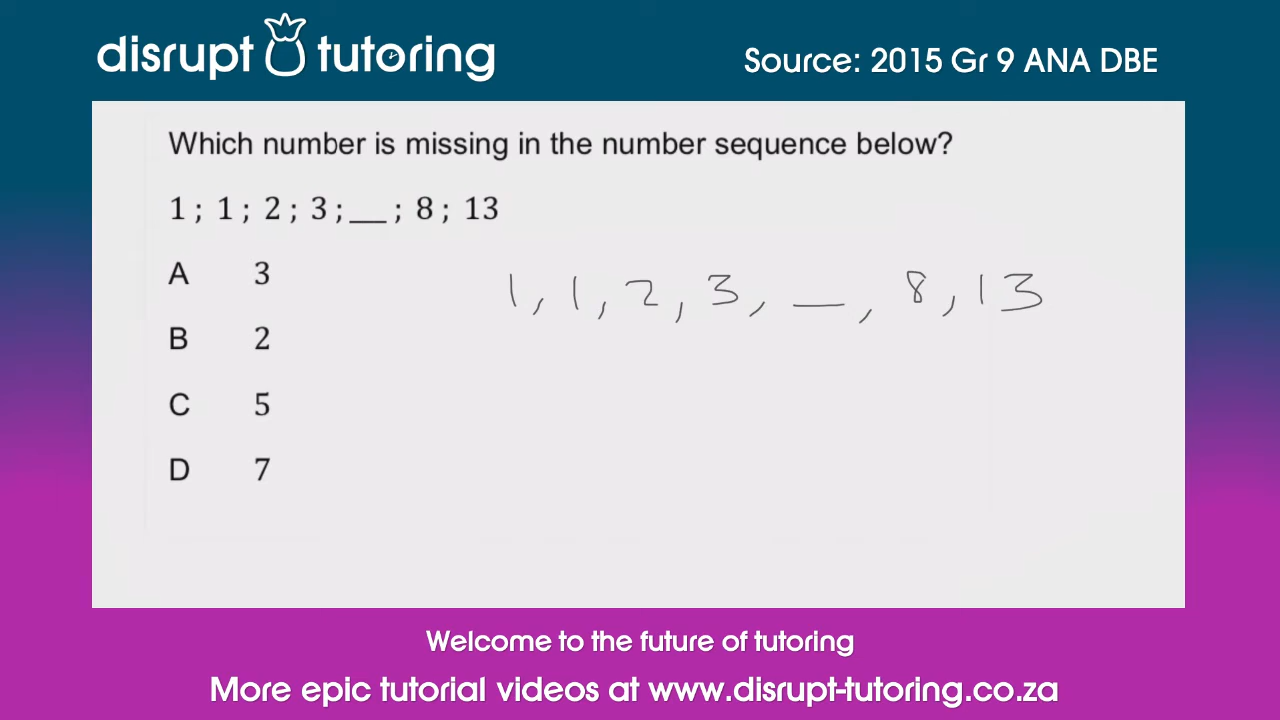 disrupt tutoring
Source: 2015 Gr 9 ANA DBE
Which number is missing in the number sequence below?
1 ; 1 ; 2 ; 3 ; __ ; 8 ; 13
A 3
1, 1, 2, 3, __, 8, 13
B 2
C 5
D 7
Welcome to the future of tutoring
More epic tutorial videos at www.disrupt-tutoring.co.za